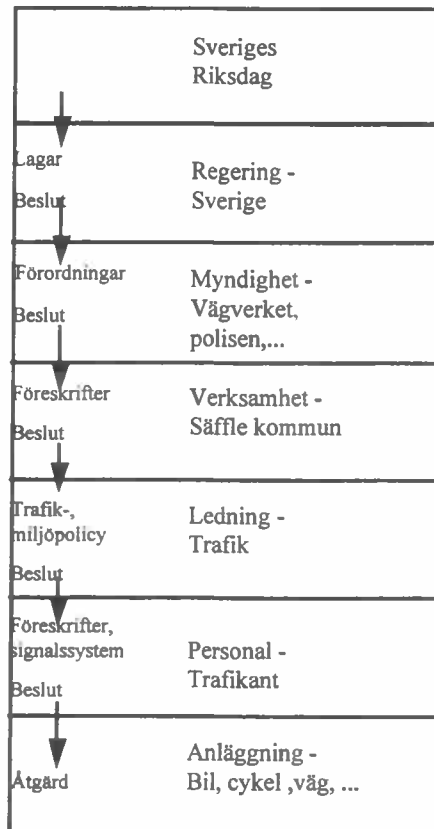 Sveriges
Riksdag
Lagar
Regering -
Beslut
Sverige
Förordningar
Myndighet -
Beslut
Vägverket,
polisen,...
Föreskrifter
Verksamhet -
Beslut
Säffle kommun
Trafik-,
Ledning -
miljöpolicy
Trafik
Beslut
Föreskrifter,
signalssystem
Personal -
Beslut
Trafikant
Anläggning -
Åtgärd
Bil, cykel ,väg, ...